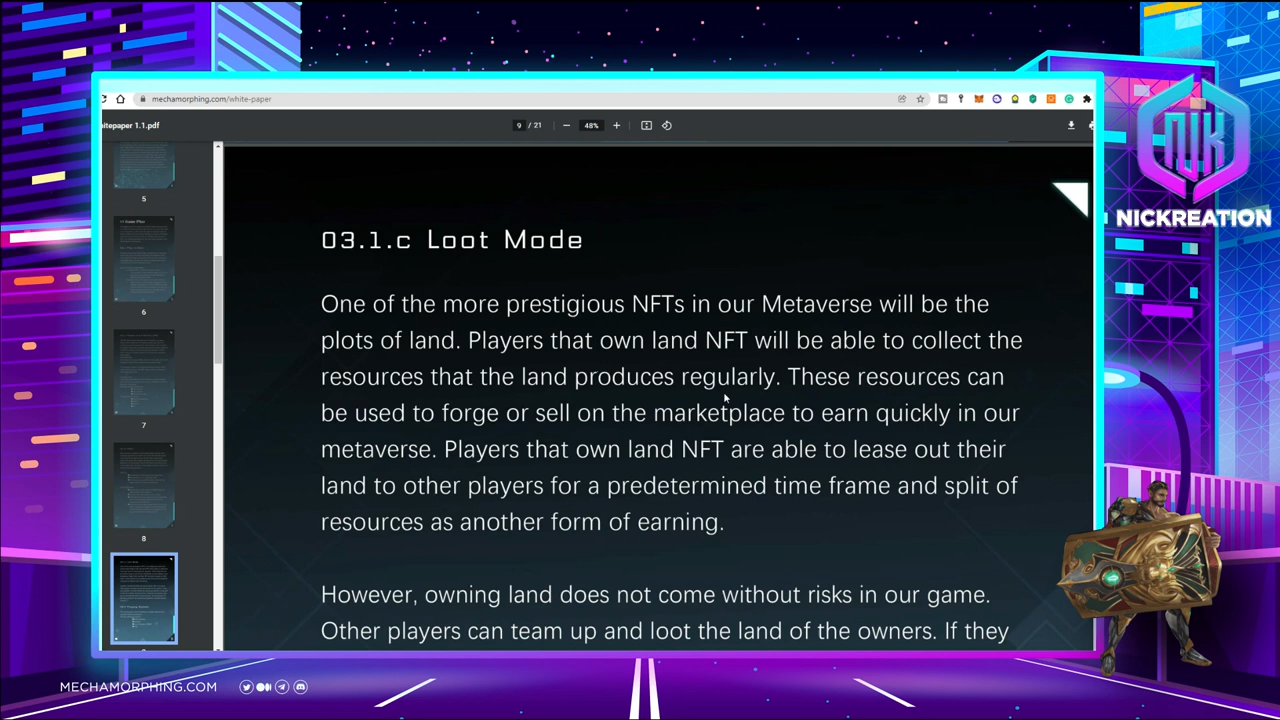 mechamorphing.com/white-paper
itepaper 1.1.pdf
9 / 21
48%
5
6
7
8
03.1.c Loot Mode
One of the more prestigious NFTs in our Metaverse will be the
plots of land. Players that own land NFT will be able to collect the
resources that the land produces regularly. These resources can
be used to forge or sell on the marketplace to earn quickly in our
metaverse. Players that own land NFT are able to lease out their
land to other players for a predetermined time frame and split of
resources as another form of earning.
However, owning land does not come without risks in our game.
Other players can team up and loot the land of the owners. If they
NIK
NICKREATION
MECHAMORPHING.COM